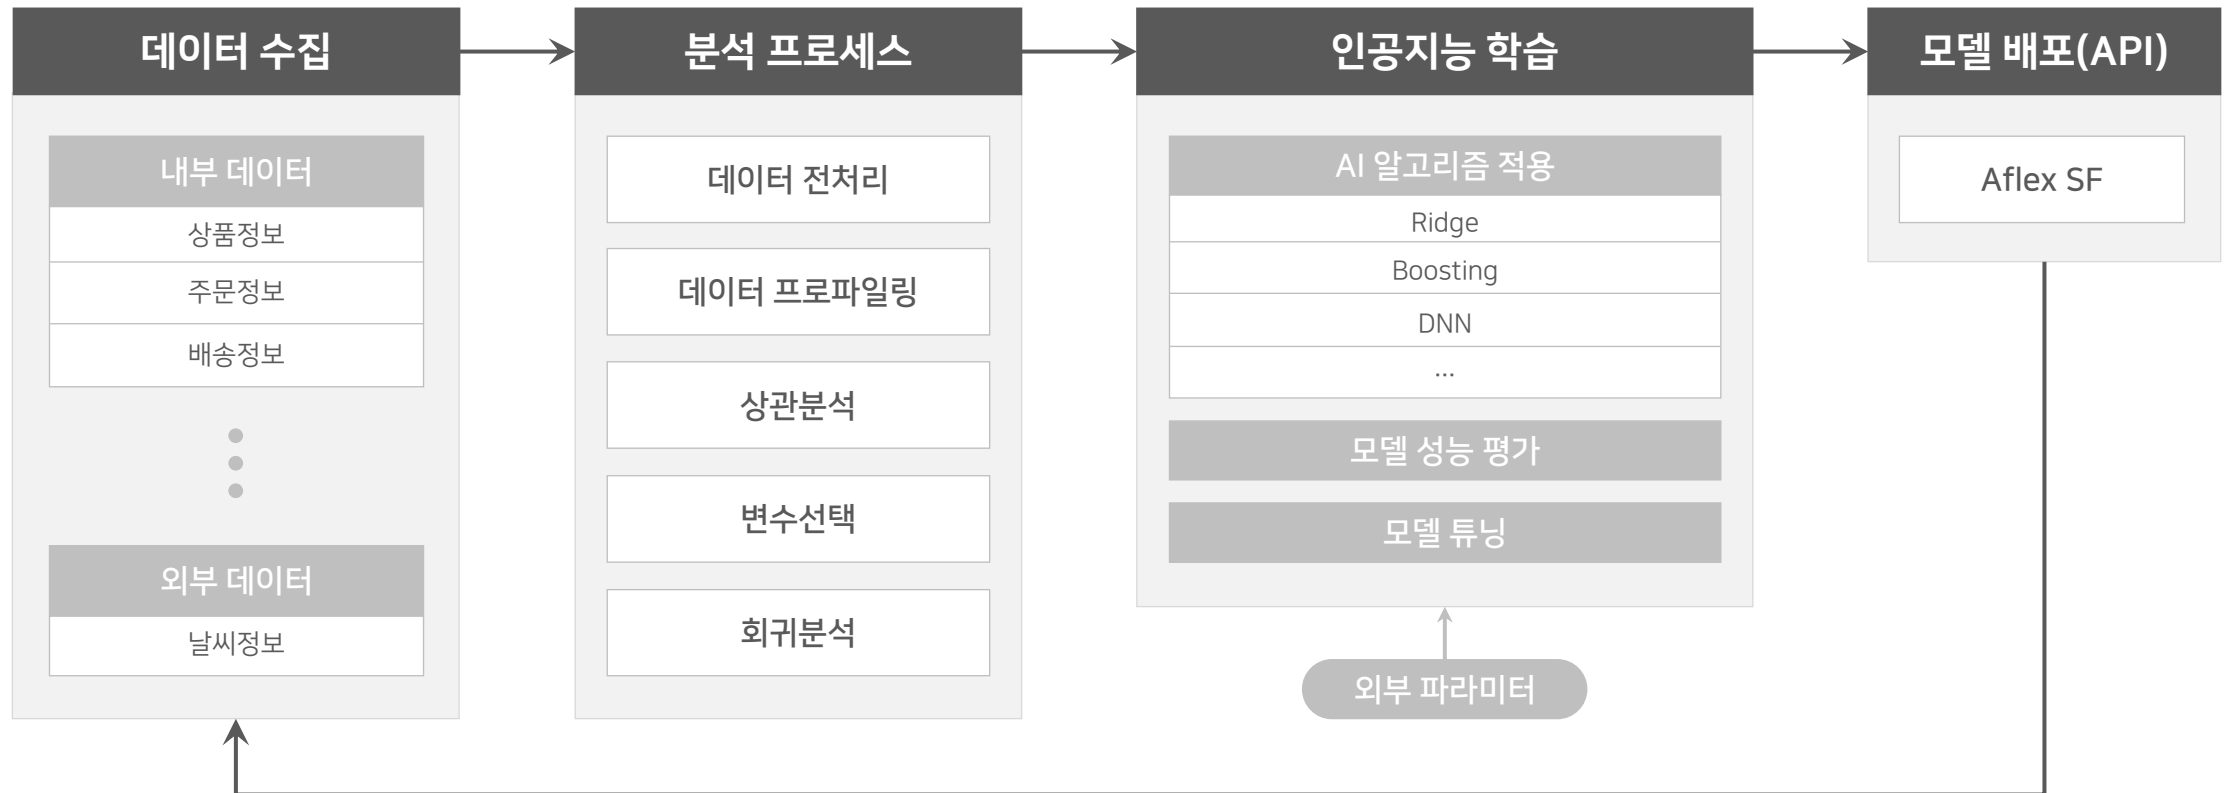 데이터 수집
내부 데이터
상품정보
주문정보
배송정보
외부 데이터
날씨정보
분석 프로세스
데이터 전처리
데이터 프로파일링
상관분석
변수선택
회귀분석
인공지능 학습
AI 알고리즘 적용
Ridge
Boosting
DNN
...
모델 성능 평가
모델 튜닝
외부 파라미터
모델 배포(API)
Aflex SF